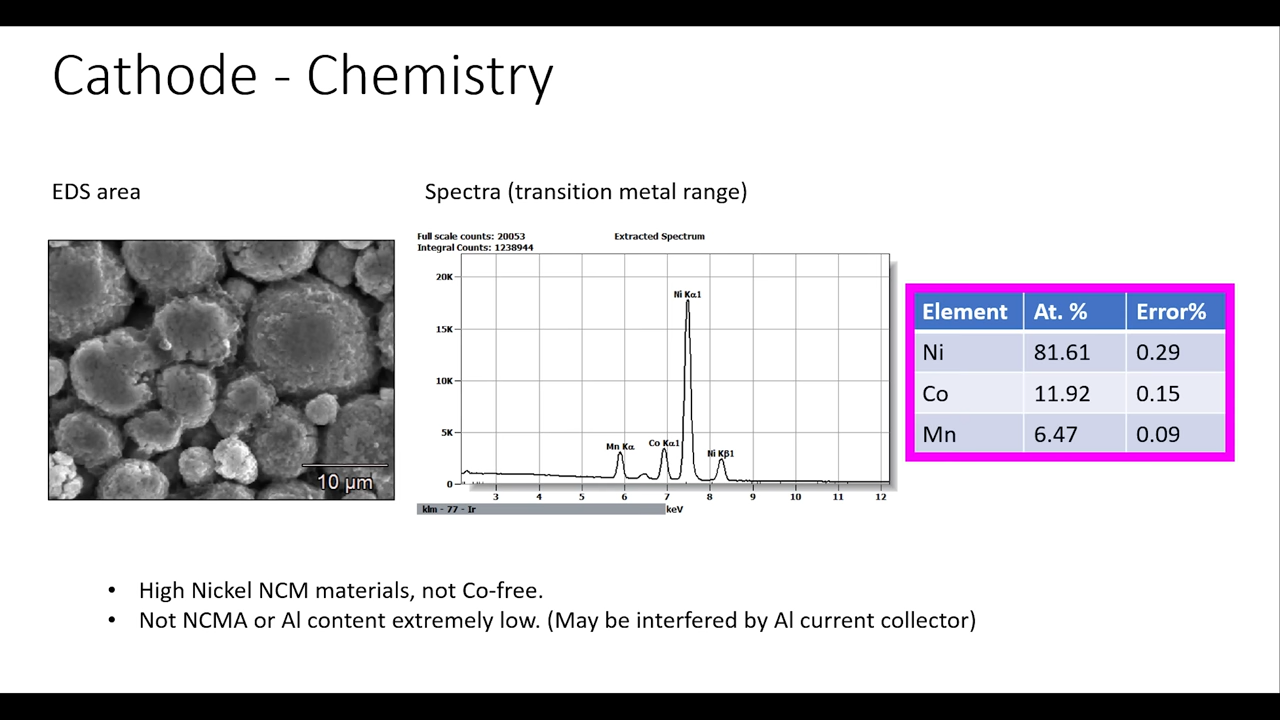 Cathode - Chemistry
EDS area
Spectra (transition metal range)
10 µm
Full scale counts: 20053
Integral Counts: 1238944
Extracted Spectrum
20K
15K
10K
5K
0
Ni Kα1
Mn Kα
Co Kα1
Ni Kβ1
3 4 5 6 7 8 9 10 11 12
klm - 77 - Ir
keV
Element At. % Error%
Ni 81.61 0.29
Co 11.92 0.15
Mn 6.47 0.09
• High Nickel NCM materials, not Co-free.
• Not NCMA or Al content extremely low. (May be interfered by Al current collector)